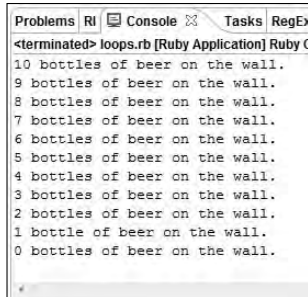 Problems RI Console Tasks RegEx
<terminated> loops.rb [Ruby Application] Ruby
10 bottles of beer on the wall.
9 bottles of beer on the wall.
8 bottles of beer on the wall.
7 bottles of beer on the wall.
6 bottles of beer on the wall.
5 bottles of beer on the wall.
4 bottles of beer on the wall.
3 bottles of beer on the wall.
2 bottles of beer on the wall.
1 bottle of beer on the wall.
0 bottles of beer on the wall.